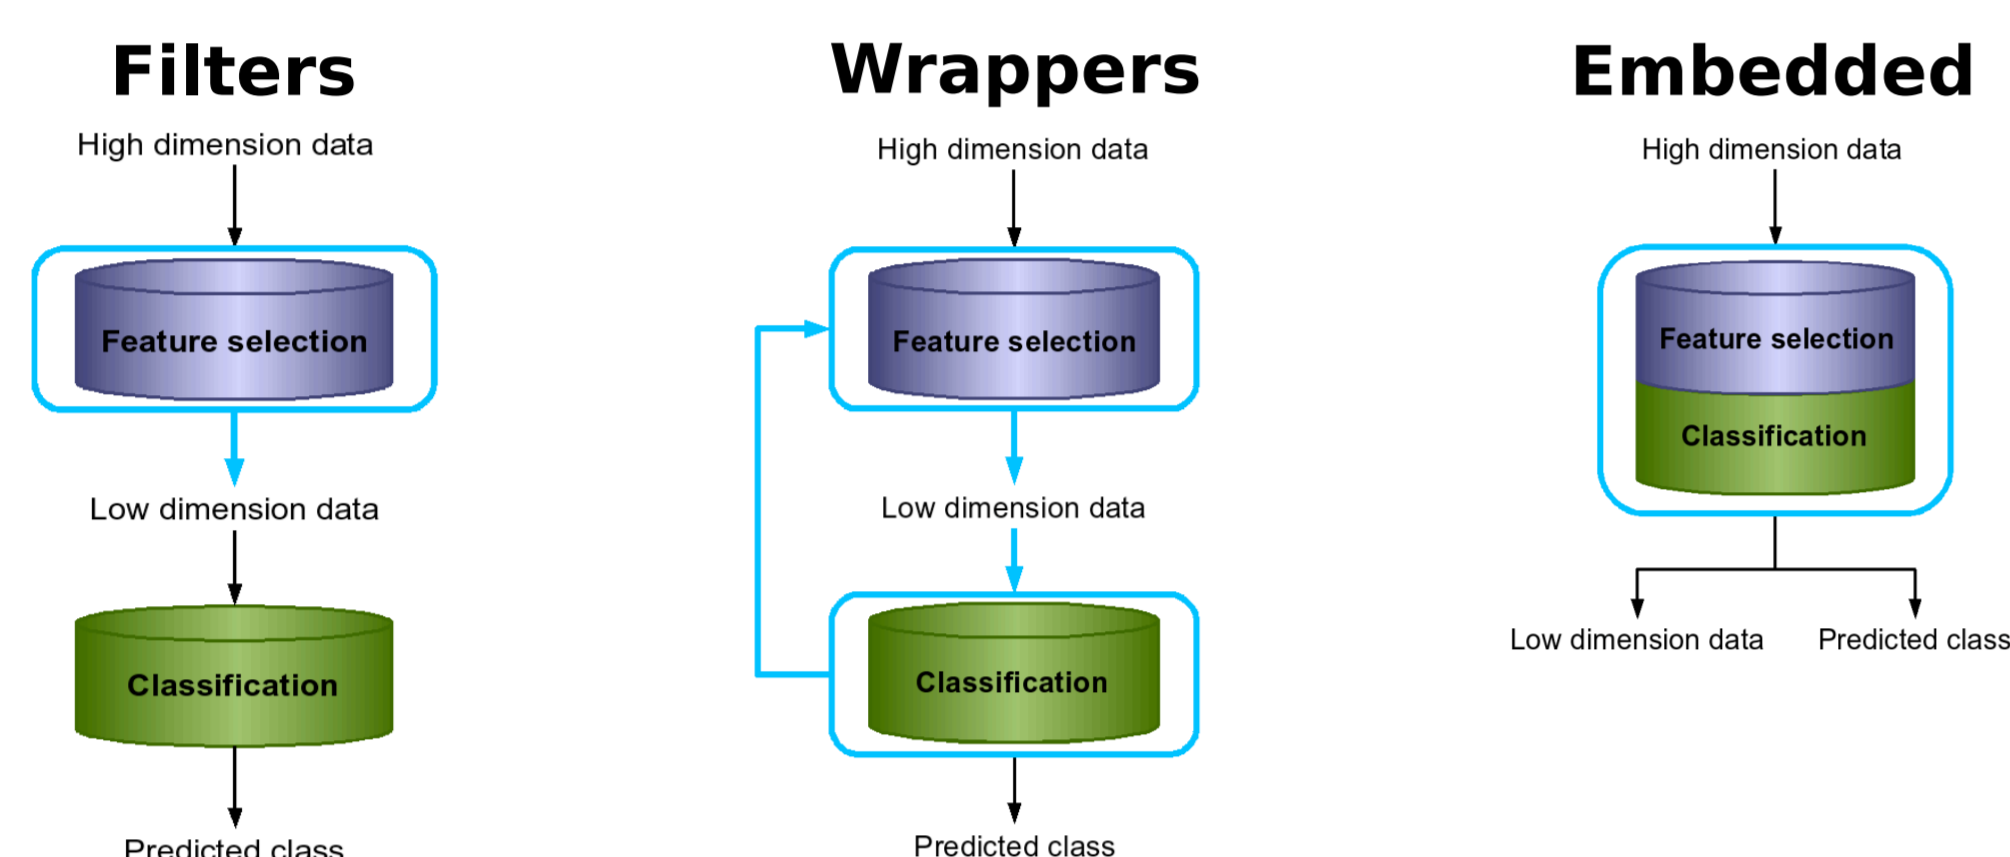 Filters
High dimension data
Feature selection
Low dimension data
Classification
Predicted class
Wrappers
High dimension data
Feature selection
Low dimension data
Classification
Predicted class
Embedded
High dimension data
Feature selection
Classification
Low dimension data
Predicted class